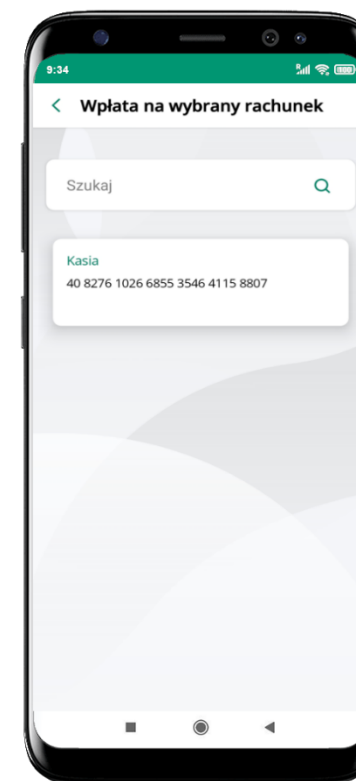 9:34
Wpłata na wybrany rachunek
Szukaj
Kasia
40 8276 1026 6855 3546 4115 8807